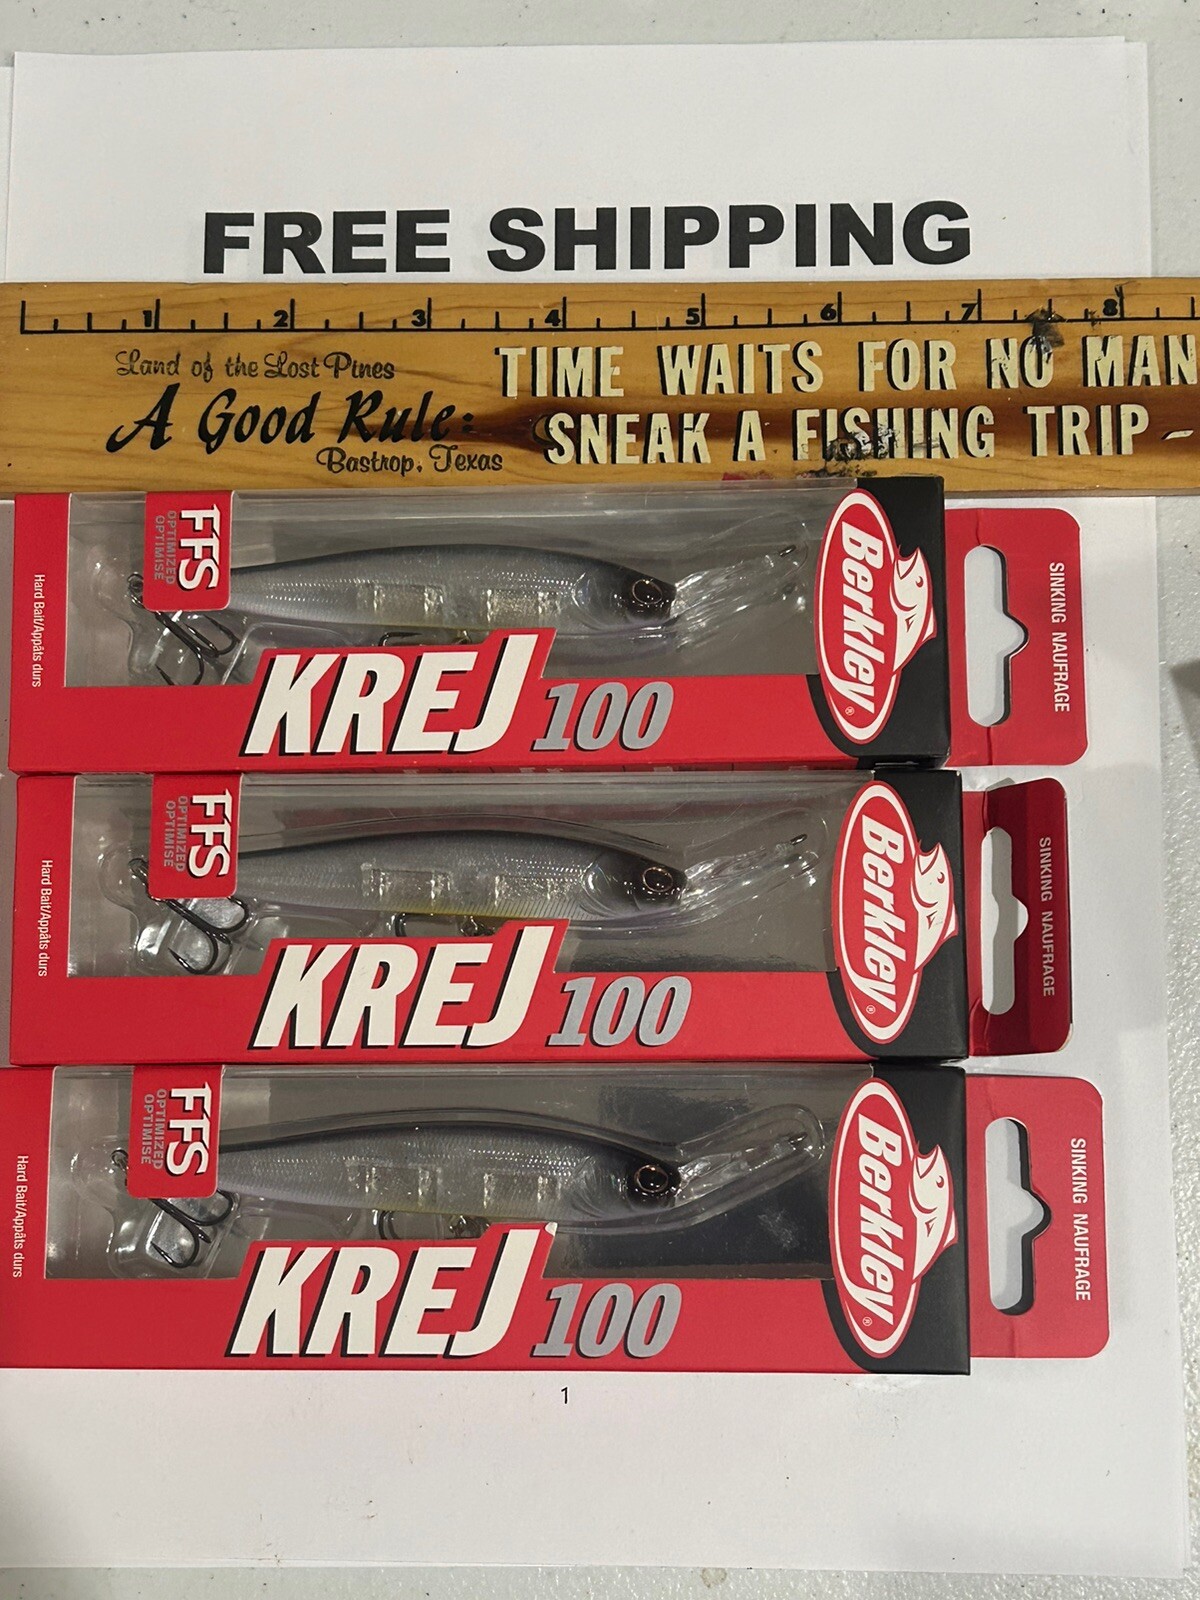 FREE SHIPPING
1 2 3 4 5 6 7 8
Land of the Lost Pines
A Good Rule:
Bastrop, Texas
TIME WAITS FOR NO MAN
SNEAK A FISHING TRIP -
FFS
OPTIMIZED
OPTIMISÉ
Hard Bait/Appâts durs
KREJ 100
Berkley®
SINKING NAUFRAGE
FFS
OPTIMIZED
OPTIMISÉ
Hard Bait/Appâts durs
KREJ 100
Berkley®
SINKING NAUFRAGE
FFS
OPTIMIZED
OPTIMISÉ
Hard Bait/Appâts durs
KREJ 100
Berkley®
SINKING NAUFRAGE
1